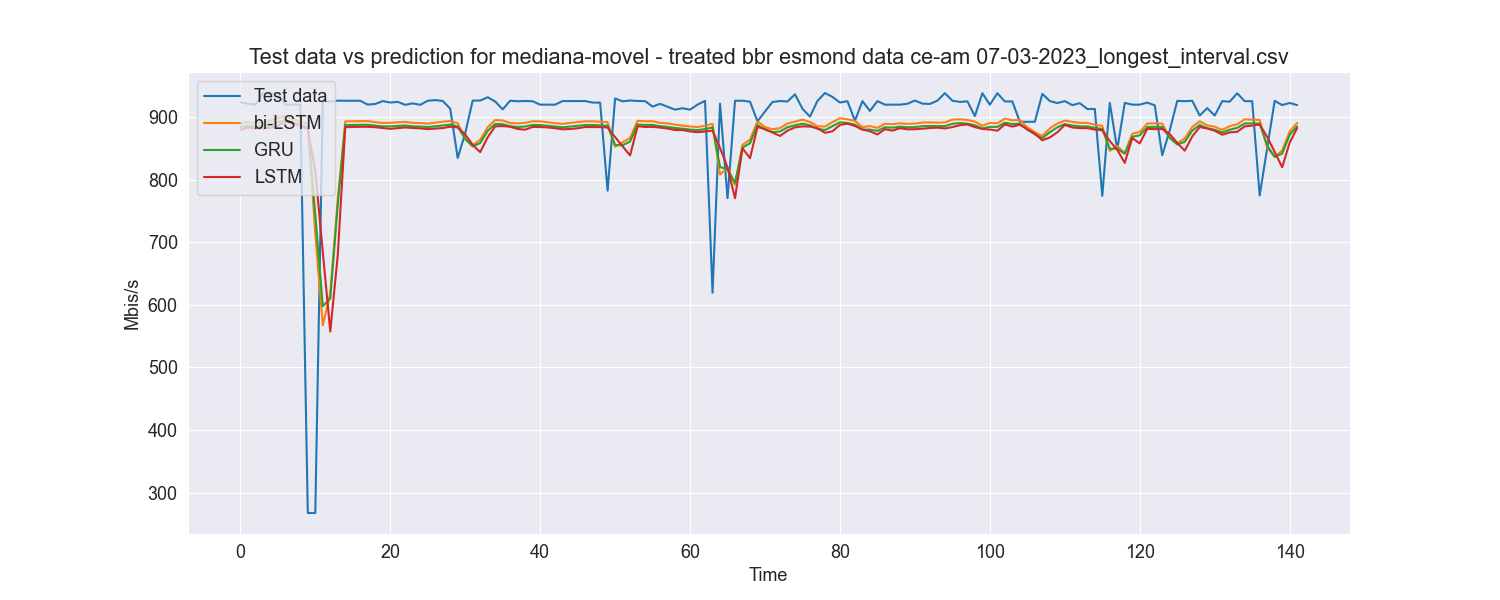 Test data vs prediction for mediana-movel - treated bbr esmond data ce-am 07-03-2023_longest_interval.csv
Test data
bi-LSTM
GRU
LSTM
900
800
700
600
500
400
300
Mbis/s
0 20 40 60 80 100 120 140
Time